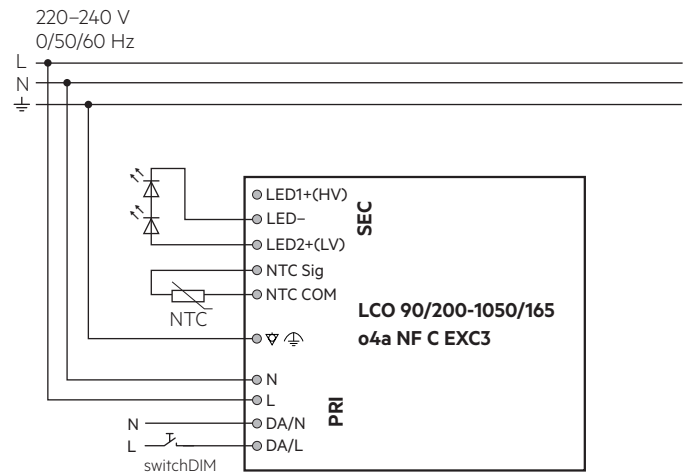 220–240 V
0/50/60 Hz
L
N
LED1+(HV)
LED–
LED2+(LV)
SEC
NTC Sig
NTC COM
NTC
LCO 90/200-1050/165
o4a NF C EXC3
N
L
PRI
N
DA/N
L
DA/L
switchDIM